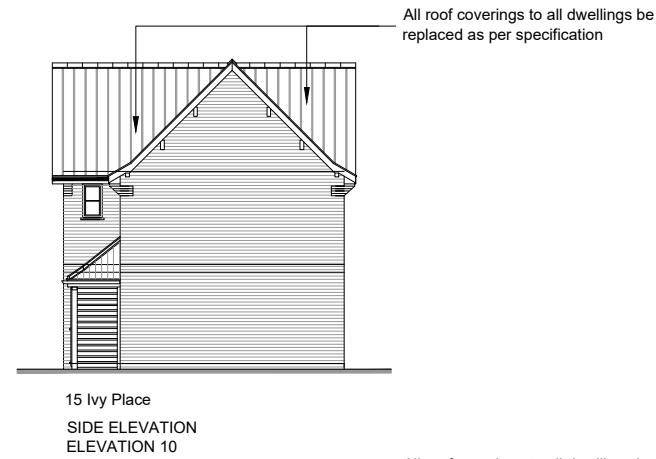 All roof coverings to all dwellings be
replaced as per specification
15 Ivy Place
SIDE ELEVATION
ELEVATION 10